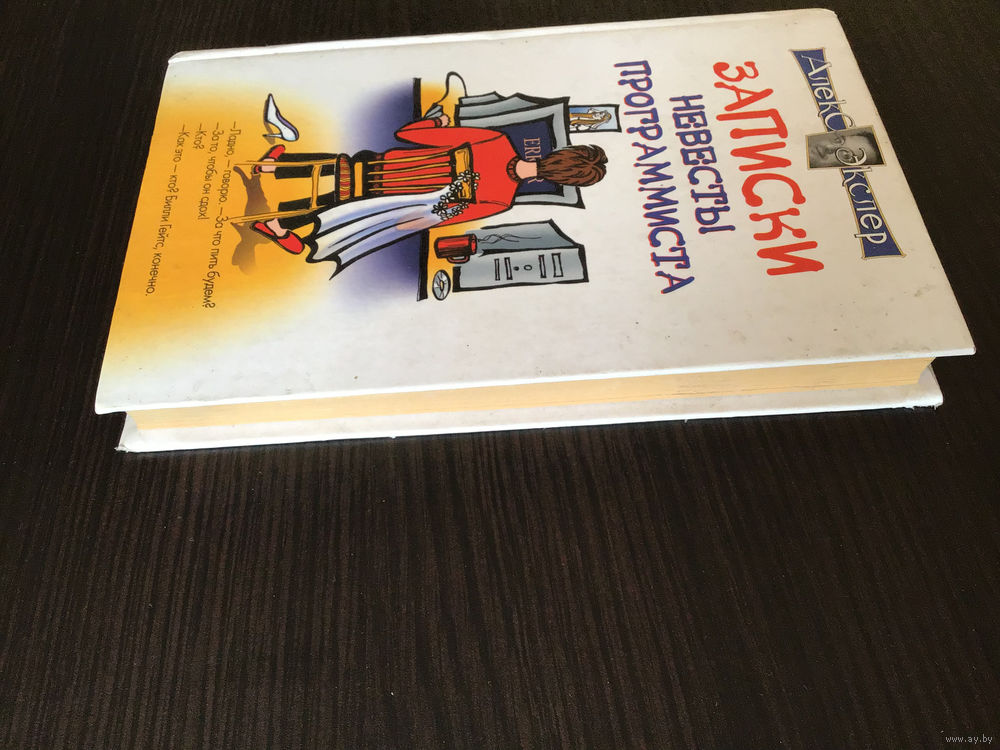 Алекс Экслер
ЗАПИСКИ
НЕВЕСТЫ
ПРОГРАММИСТА
—Ладно, — говорю. — За что пить будем?
—За то, чтобы он сдох!
—Кто?
—Как это — кто? Билли Гейтс, конечно.
www.ay.by